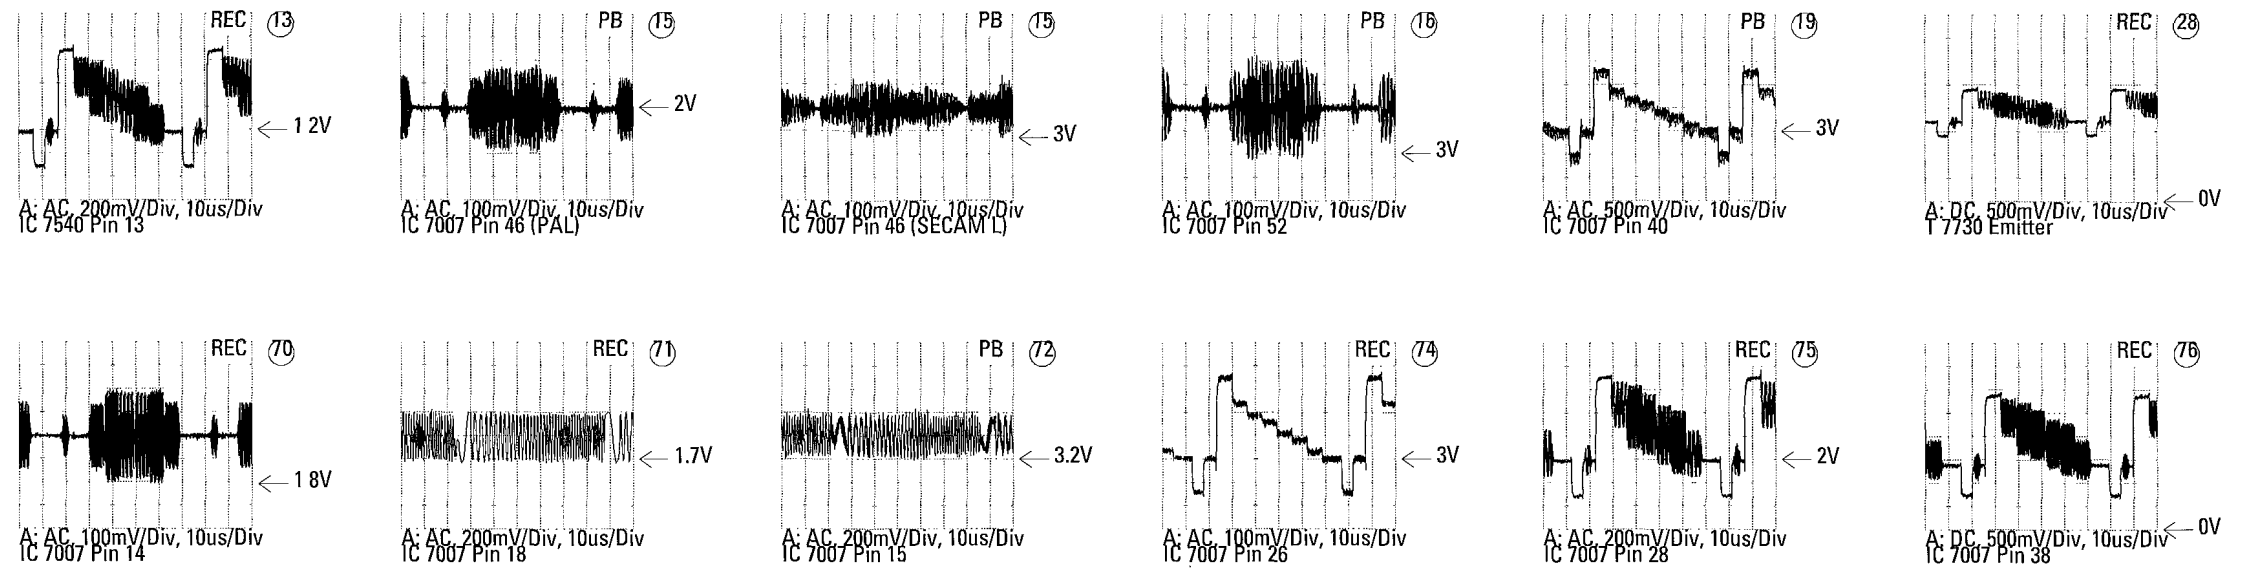 REC 13
1 2V
A: AC, 200mV/Div, 10us/Div
IC 7540 Pin 13
PB 15
2V
A: AC, 100mV/Div, 10us/Div
IC 7007 Pin 46 (PAL)
PB 15
3V
A: AC, 100mV/Div, 10us/Div
IC 7007 Pin 46 (SECAM L)
PB 16
3V
A: AC, 100mV/Div, 10us/Div
IC 7007 Pin 52
PB 19
3V
A: AC, 500mV/Div, 10us/Div
IC 7007 Pin 40
REC 28
0V
A: DC, 500mV/Div, 10us/Div
T 7730 Emitter
REC 70
1 8V
A: AC, 100mV/Div, 10us/Div
IC 7007 Pin 14
REC 71
1.7V
A: AC, 200mV/Div, 10us/Div
IC 7007 Pin 18
PB 72
3.2V
A: AC, 200mV/Div, 10us/Div
IC 7007 Pin 15
REC 74
3V
A: AC, 100mV/Div, 10us/Div
IC 7007 Pin 26
REC 75
2V
A: AC, 200mV/Div, 10us/Div
IC 7007 Pin 28
REC 76
0V
A: DC, 500mV/Div, 10us/Div
IC 7007 Pin 38